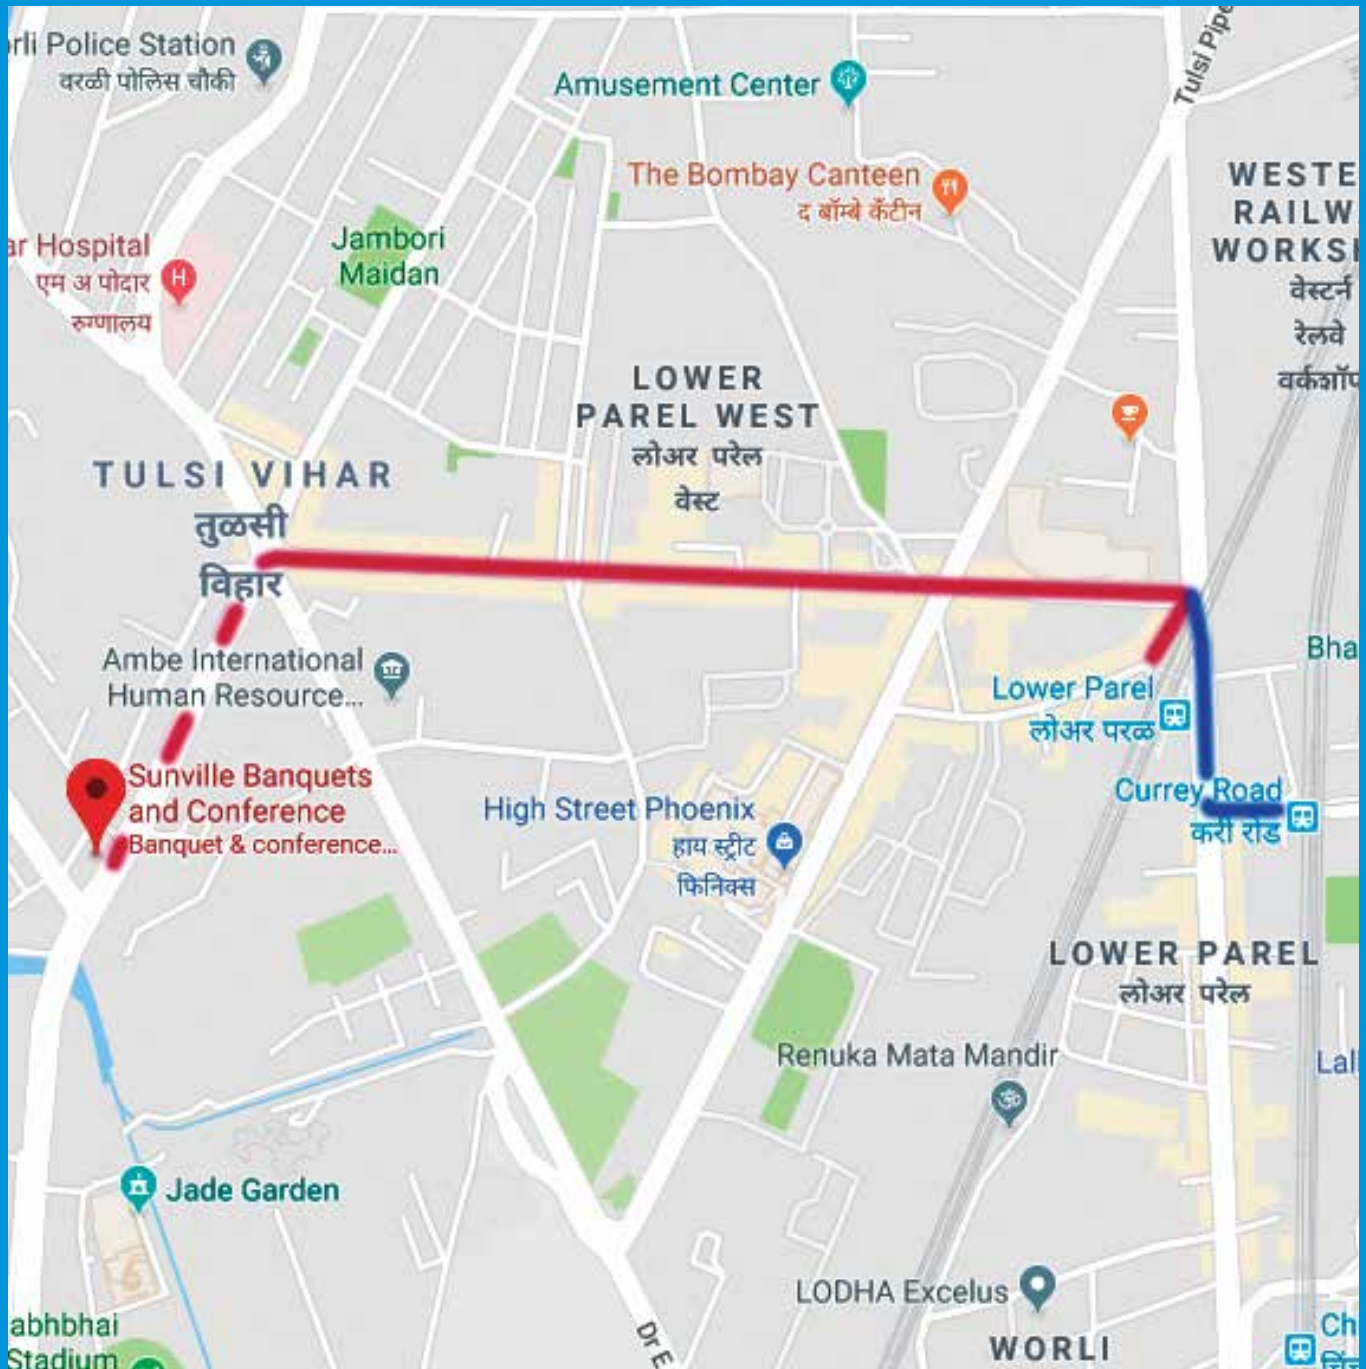 rli Police Station
वरळी पोलिस चौकी
Amusement Center
Tulsi Pipe
The Bombay Canteen
द बॉम्बे कॅंटीन
WESTE
RAILW
WORKSH
वेस्टर्न
रेलवे
वर्कशॉप
ar Hospital
एम अ पोदार
रुग्णालय
Jambori
Maidan
LOWER
PAREL WEST
लोअर परेल
वेस्ट
TULSI VIHAR
तुळसी
विहार
Ambe International
Human Resource...
Bha
Lower Parel
लोअर परळ
Sunville Banquets
and Conference
Banquet & conference...
High Street Phoenix
हाय स्ट्रीट
फिनिक्स
Currey Road
करी रोड
LOWER PAREL
लोअर परेल
Renuka Mata Mandir
Lal
Jade Garden
LODHA Excelus
WORLI
abhbhai
Stadium
Dr E
Ch